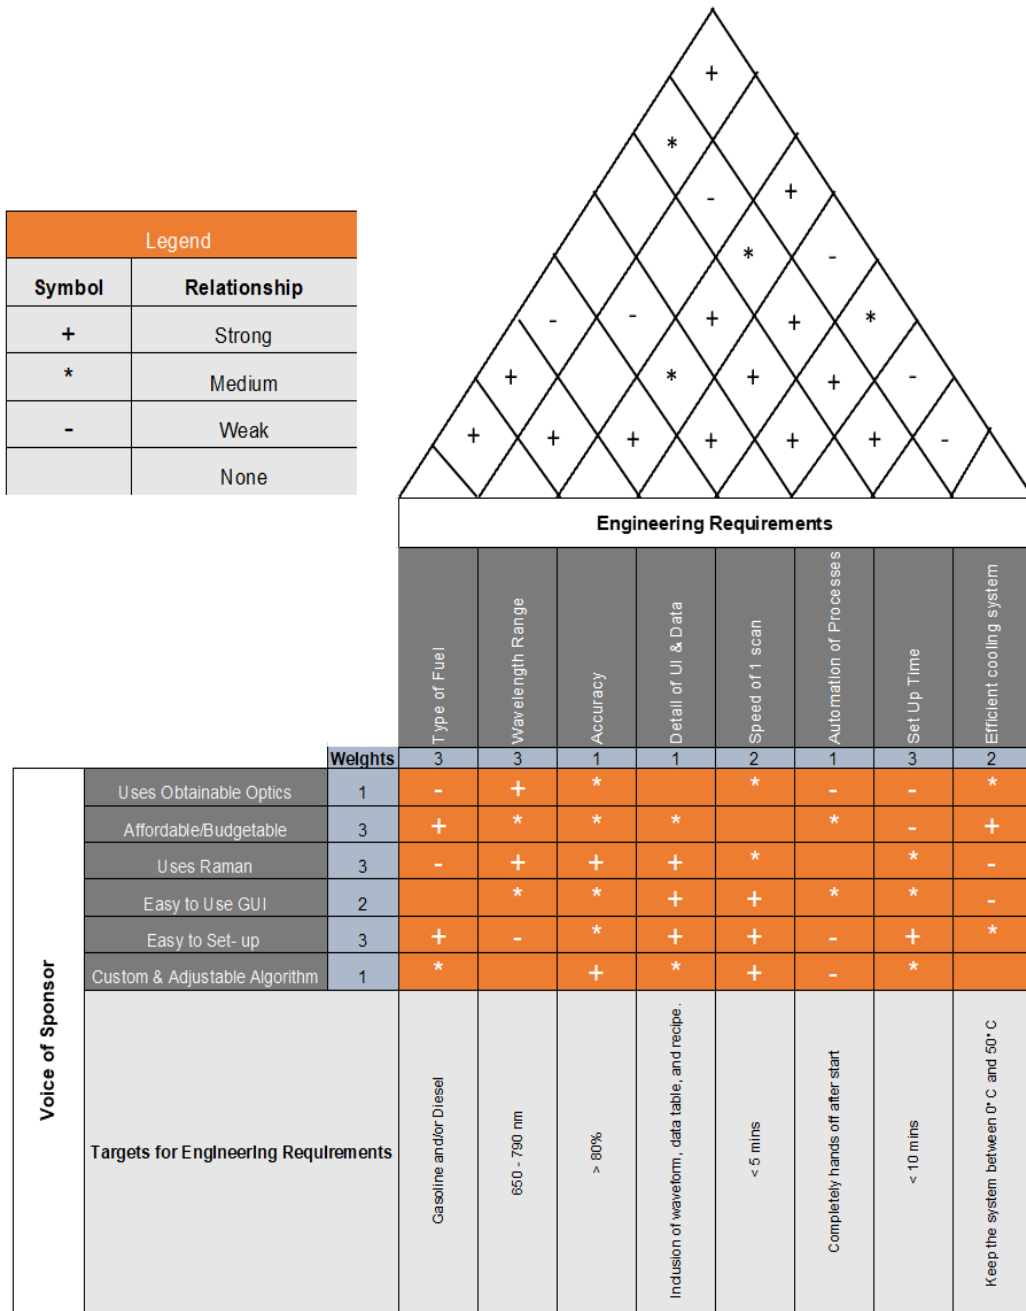 +
*
- +
* -
- - + + *
+ * + + -
+ + + + + + -
Legend
Symbol Relationship
+ Strong
* Medium
- Weak
None
Engineering Requirements
Type of Fuel
Wavelength Range
Accuracy
Detail of UI & Data
Speed of 1 scan
Automation of Processes
Set Up Time
Efficient cooling system
Weights 3 3 1 1 2 1 3 2
Voice of Sponsor
Uses Obtainable Optics 1 - + * * - - *
Affordable/Budgetable 3 + * * * * - +
Uses Raman 3 - + + + * * -
Easy to Use GUI 2 * * + + * * -
Easy to Set- up 3 + - * + + - + *
Custom & Adjustable Algorithm 1 * + * + - *
Targets for Engineering Requirements
Gasoline and/or Diesel
650 - 790 nm
> 80%
Inclusion of waveform, data table, and recipe.
< 5 mins
Completely hands off after start
< 10 mins
Keep the system between 0° C and 50° C